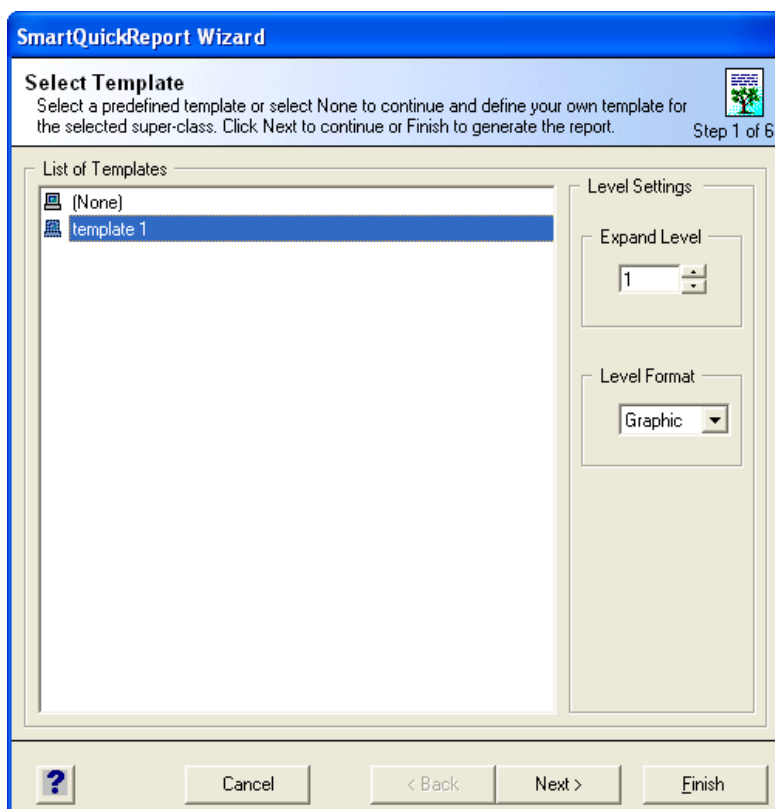 SmartQuickReport Wizard
Select Template
Select a predefined template or select None to continue and define your own template for
the selected super-class. Click Next to continue or Finish to generate the report.
Step 1 of 6
List of Templates
(None)
template 1
Level Settings
Expand Level
1
Level Format
Graphic
?
Cancel
< Back
Next >
Finish